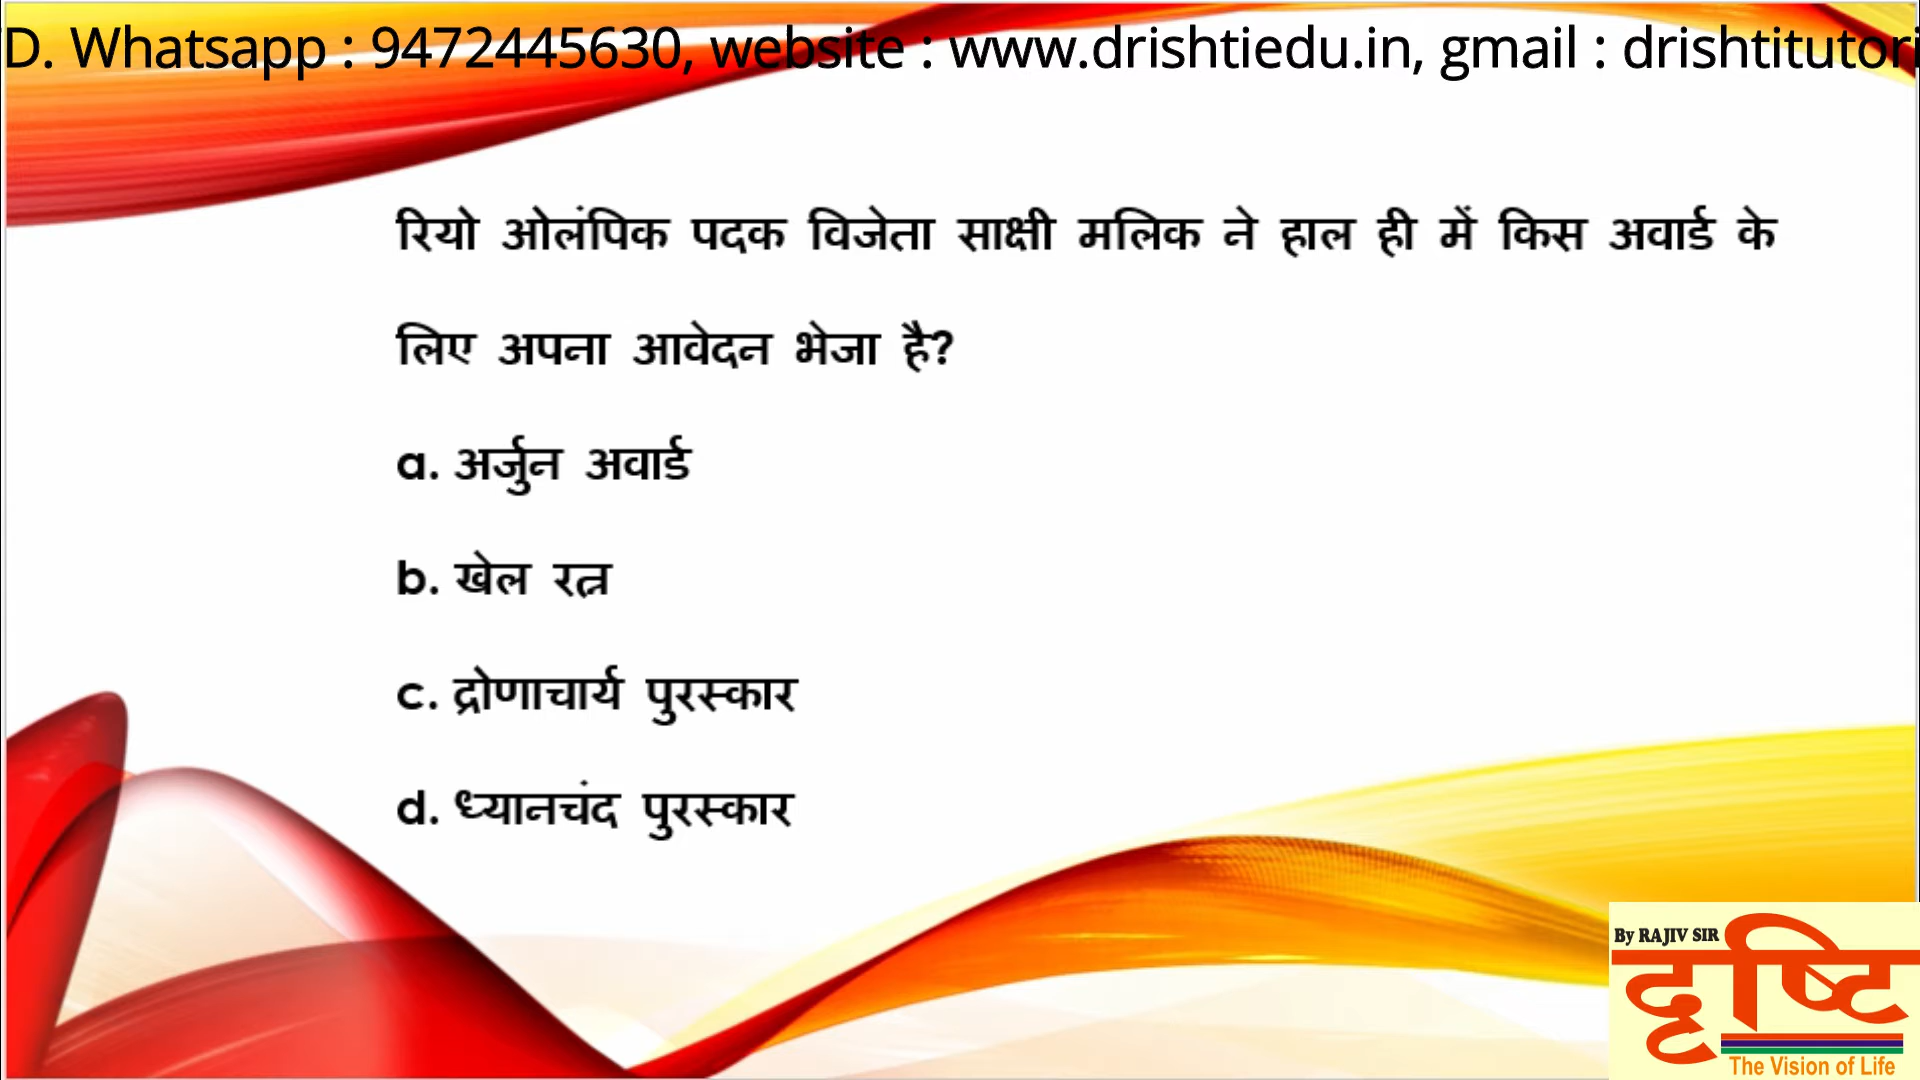 D. Whatsapp : 9472445630, website : www.drishtiedu.in, gmail : drishtitutori
रियो ओलंपिक पदक विजेता साक्षी मलिक ने हाल ही में किस अवार्ड के
लिए अपना आवेदन भेजा है?
a. अर्जुन अवार्ड
b. खेल रत्न
c. द्रोणाचार्य पुरस्कार
d. ध्यानचंद पुरस्कार
By RAJIV SIR
दृष्टि
The Vision of Life